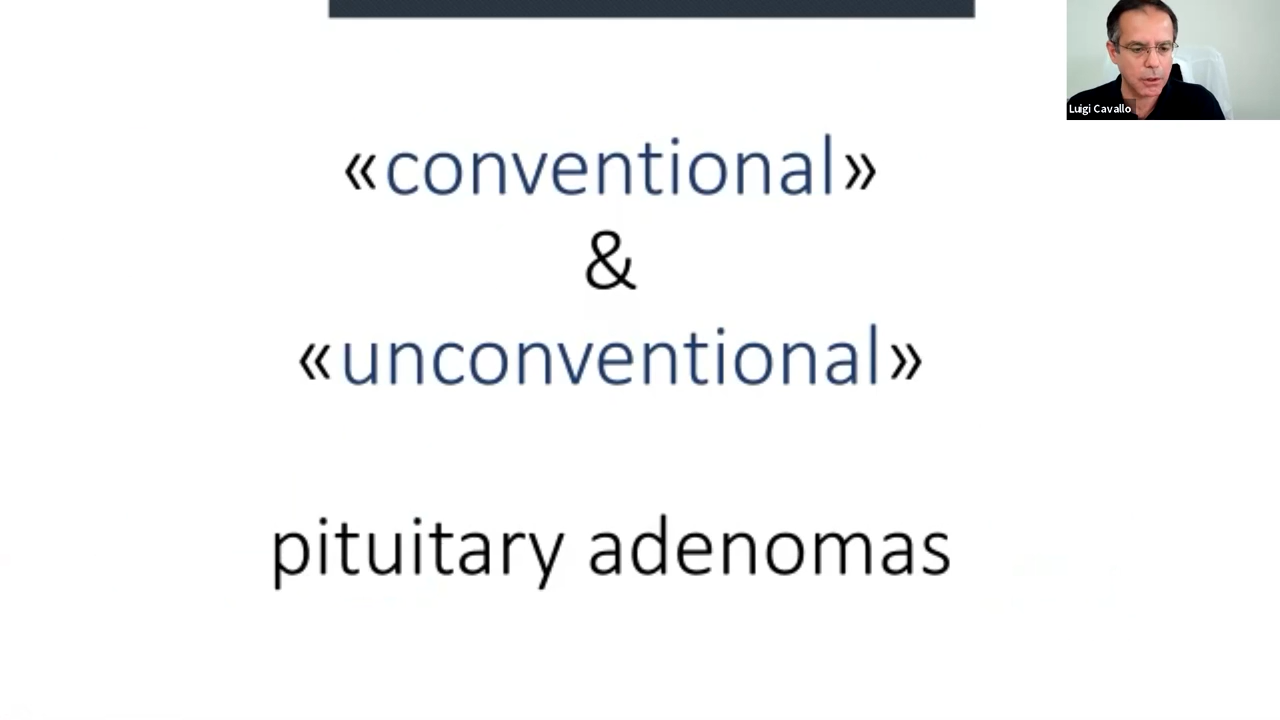 «conventional»
&
«unconventional»
pituitary adenomas
Luigi Cavallo